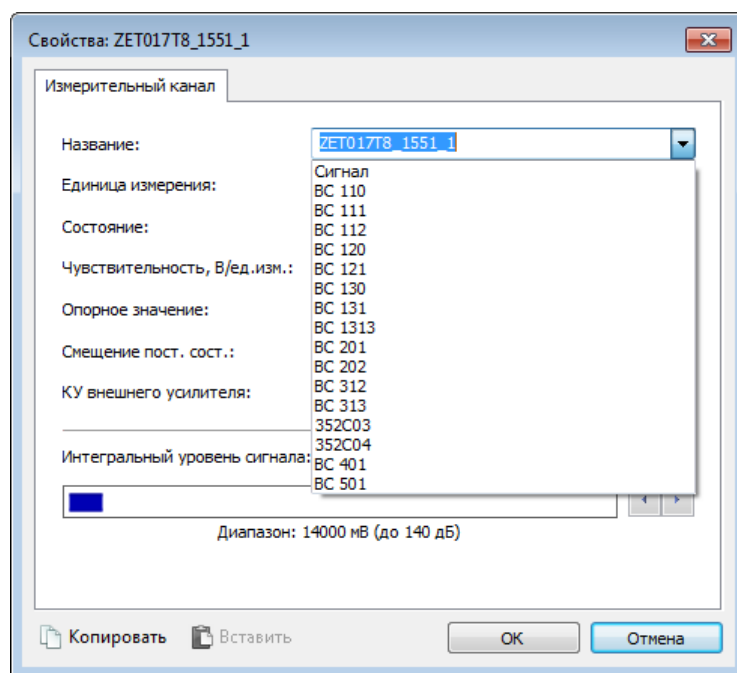 Свойства: ZET017T8_1551_1
Измерительный канал
Название:
ZET017T8_1551_1
Сигнал
Единица измерения:
BC 110
BC 111
Состояние:
BC 112
BC 120
Чувствительность, В/ед.изм.:
BC 121
BC 130
Опорное значение:
BC 131
BC 1313
Смещение пост. сост.:
BC 201
BC 202
КУ внешнего усилителя:
BC 312
BC 313
352C03
352C04
Интегральный уровень сигнала:
BC 401
BC 501
Диапазон: 14000 мВ (до 140 дБ)
Копировать Вставить ОК Отмена